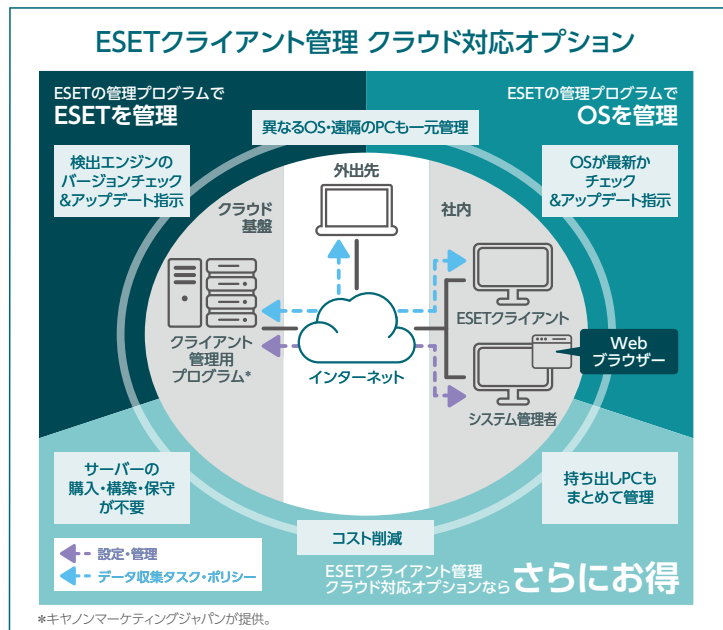 ESETクライアント管理 クラウド対応オプション
ESETの管理プログラムで
ESETを管理
ESETの管理プログラムで
OSを管理
異なるOS・遠隔のPCも一元管理
検出エンジンの
バージョンチェック
&アップデート指示
OSが最新か
チェック
&アップデート指示
クラウド
基盤
外出先
社内
クライアント
管理用
プログラム*
インターネット
ESETクライアント
Web
ブラウザー
システム管理者
サーバーの
購入・構築・保守
が不要
持ち出しPCも
まとめて管理
コスト削減
設定・管理
データ収集タスク・ポリシー
ESETクライアント管理
クラウド対応オプションなら さらにお得
*キヤノンマーケティングジャパンが提供。